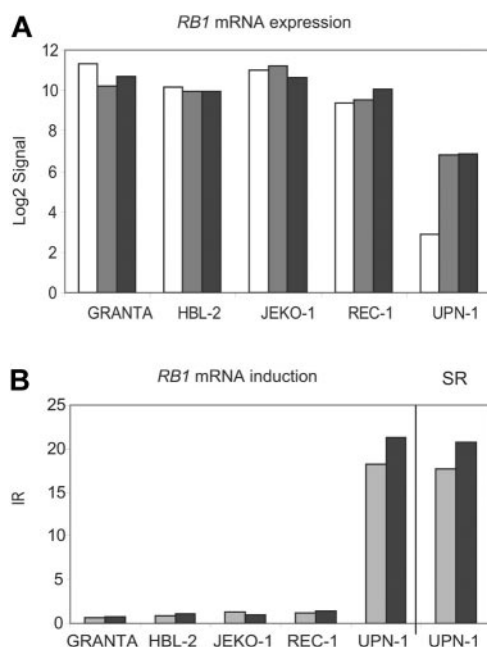 A
RB1 mRNA expression
Log2 Signal
12
10
8
6
4
2
0
GRANTA HBL-2 JEKO-1 REC-1 UPN-1
B
RB1 mRNA induction SR
IR
25
20
15
10
5
0
GRANTA HBL-2 JEKO-1 REC-1 UPN-1 UPN-1